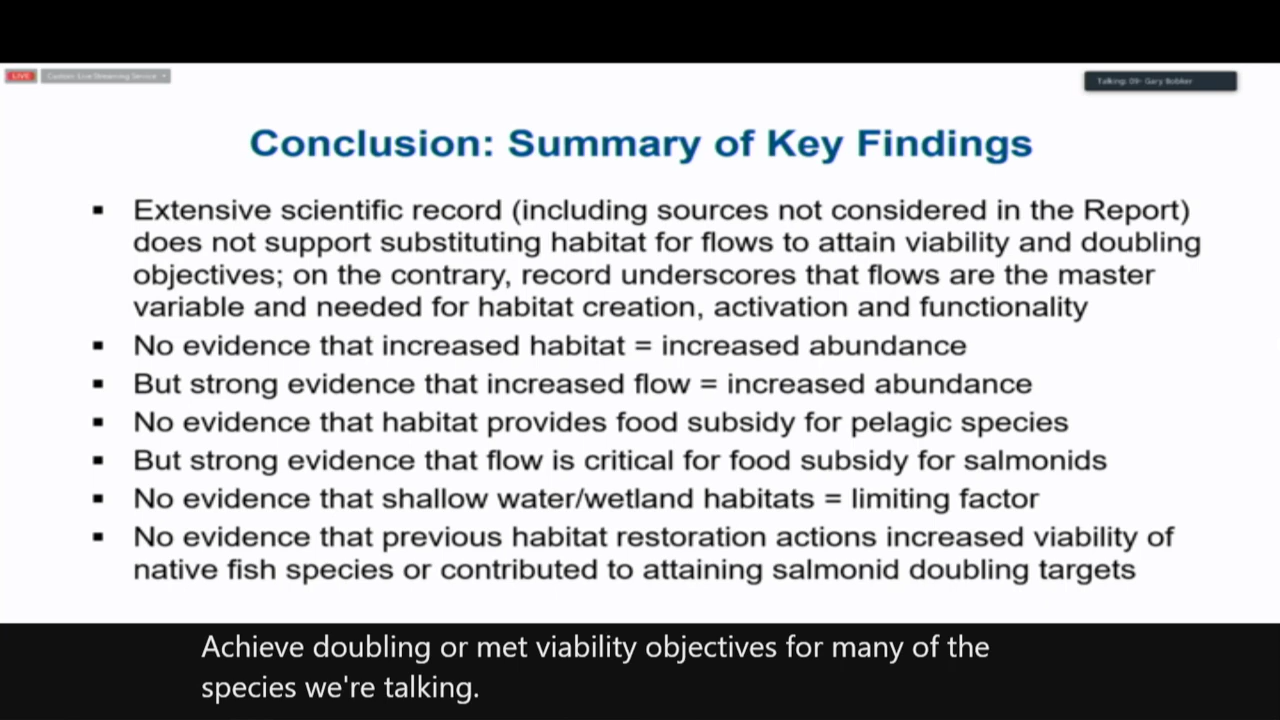 LIVE
Custom Live Streaming Service
Talking: 09- Gary Bobker
Conclusion: Summary of Key Findings
▪ Extensive scientific record (including sources not considered in the Report)
does not support substituting habitat for flows to attain viability and doubling
objectives; on the contrary, record underscores that flows are the master
variable and needed for habitat creation, activation and functionality
▪ No evidence that increased habitat = increased abundance
▪ But strong evidence that increased flow = increased abundance
▪ No evidence that habitat provides food subsidy for pelagic species
▪ But strong evidence that flow is critical for food subsidy for salmonids
▪ No evidence that shallow water/wetland habitats = limiting factor
▪ No evidence that previous habitat restoration actions increased viability of
native fish species or contributed to attaining salmonid doubling targets
Achieve doubling or met viability objectives for many of the
species we're talking.